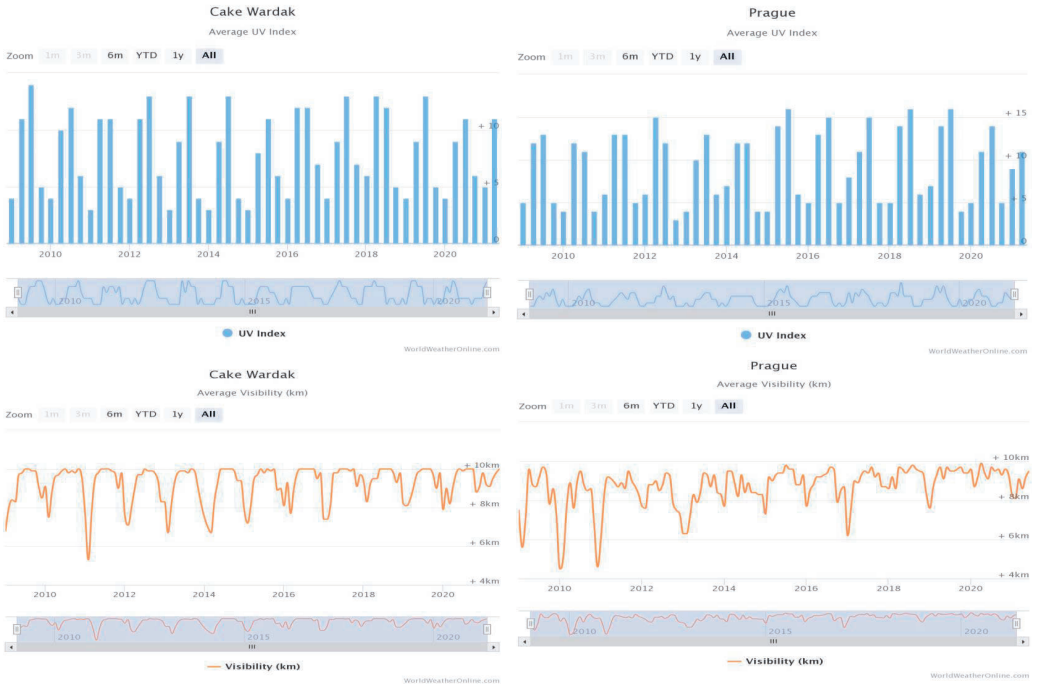 Cake Wardak
Average UV Index
Zoom 1m 3m 6m YTD 1y All
+ 10
+ 5
0
2010 2012 2014 2016 2018 2020
2010 2015 2020
UV Index
WorldWeatherOnline.com
Prague
Average UV Index
Zoom 1m 3m 6m YTD 1y All
+ 15
+ 10
+ 5
0
2010 2012 2014 2016 2018 2020
2010 2015 2020
UV Index
WorldWeatherOnline.com
Cake Wardak
Average Visibility (km)
Zoom 1m 3m 6m YTD 1y All
+ 10km
+ 8km
+ 6km
+ 4km
2010 2012 2014 2016 2018 2020
2010 2015 2020
Visibility (km)
WorldWeatherOnline.com
Prague
Average Visibility (km)
Zoom 1m 3m 6m YTD 1y All
+ 10km
+ 8km
+ 6km
+ 4km
2010 2012 2014 2016 2018 2020
2010 2015 2020
Visibility (km)
WorldWeatherOnline.com